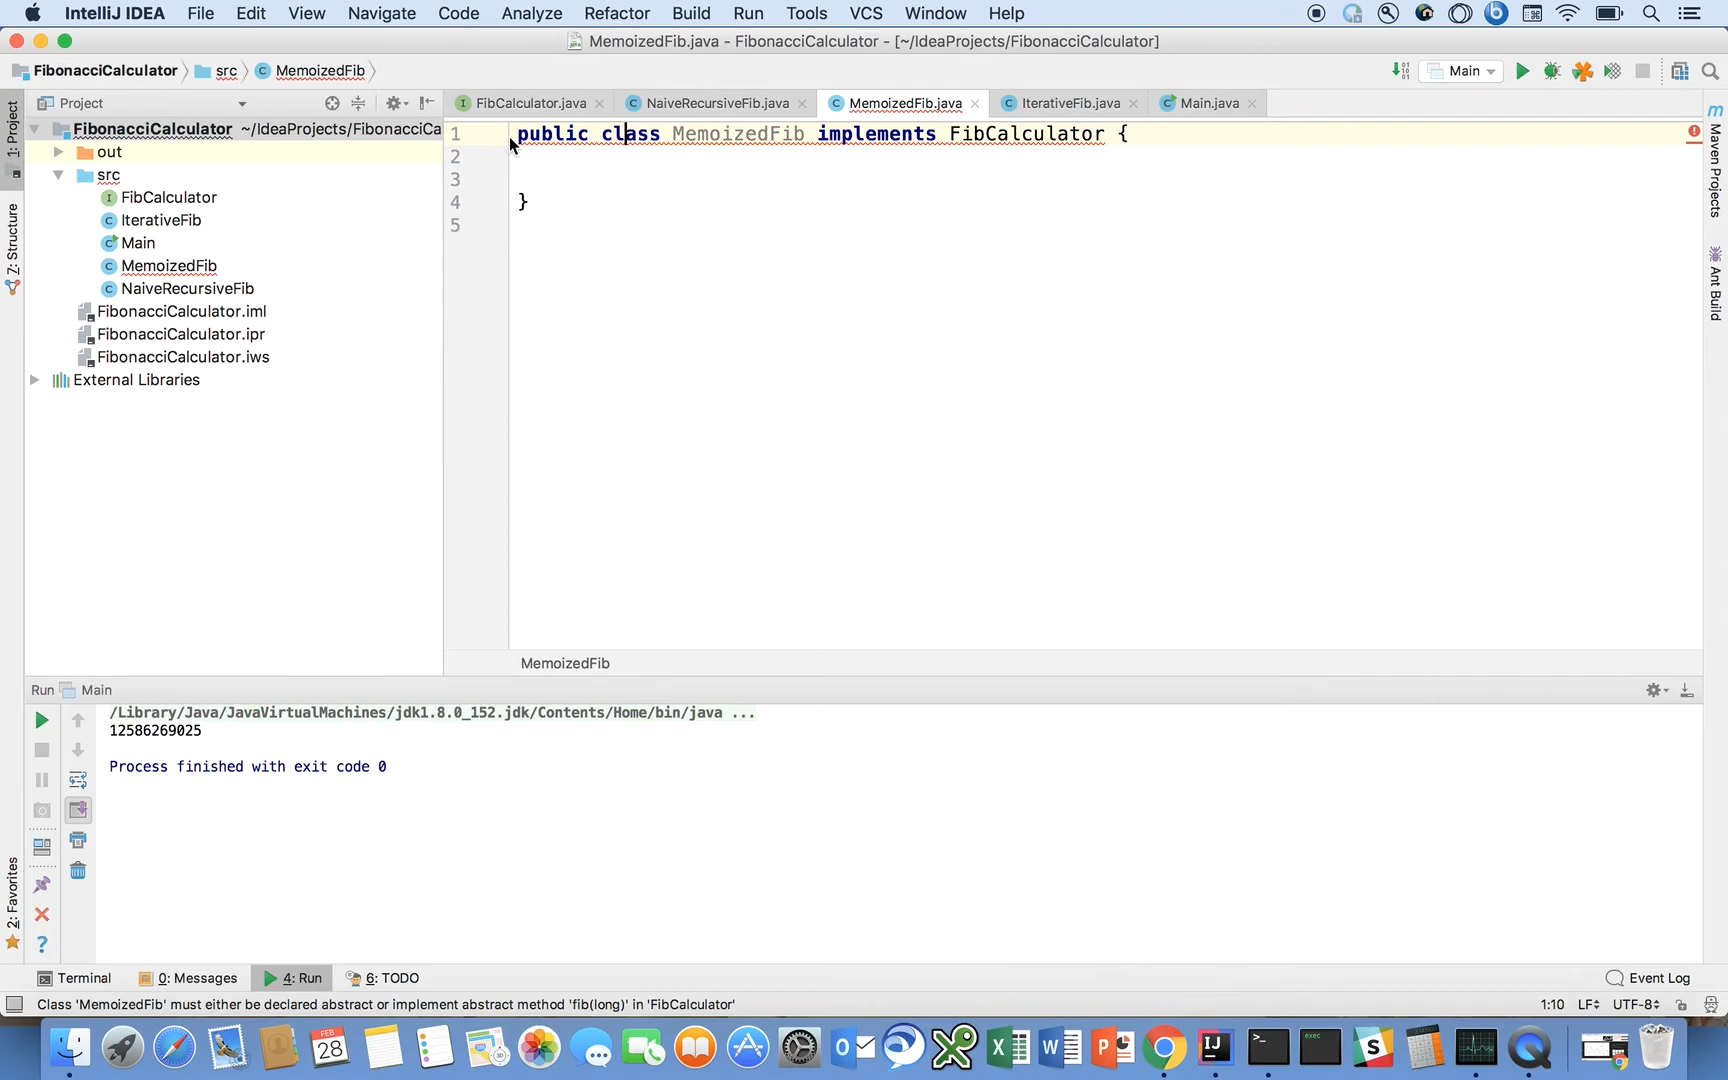 IntelliJ IDEA File Edit View Navigate Code Analyze Refactor Build Run Tools VCS Window Help
MemoizedFib.java - FibonacciCalculator - [~/IdeaProjects/FibonacciCalculator]
FibonacciCalculator src MemoizedFib Main
Project FibCalculator.java NaiveRecursiveFib.java MemoizedFib.java IterativeFib.java Main.java
FibonacciCalculator ~/IdeaProjects/FibonacciCa
out
src
FibCalculator
IterativeFib
Main
MemoizedFib
NaiveRecursiveFib
FibonacciCalculator.iml
FibonacciCalculator.ipr
FibonacciCalculator.iws
External Libraries
1 public class MemoizedFib implements FibCalculator {
2
3
4 }
5
MemoizedFib
1: Project
7: Structure
2: Favorites
Maven Projects
Ant Build
Run Main
/Library/Java/JavaVirtualMachines/jdk1.8.0_152.jdk/Contents/Home/bin/java ...
12586269025
Process finished with exit code 0
Terminal 0: Messages 4: Run 6: TODO Event Log
Class 'MemoizedFib' must either be declared abstract or implement abstract method 'fib(long)' in 'FibCalculator' 1:10 LF UTF-8
FEB
28